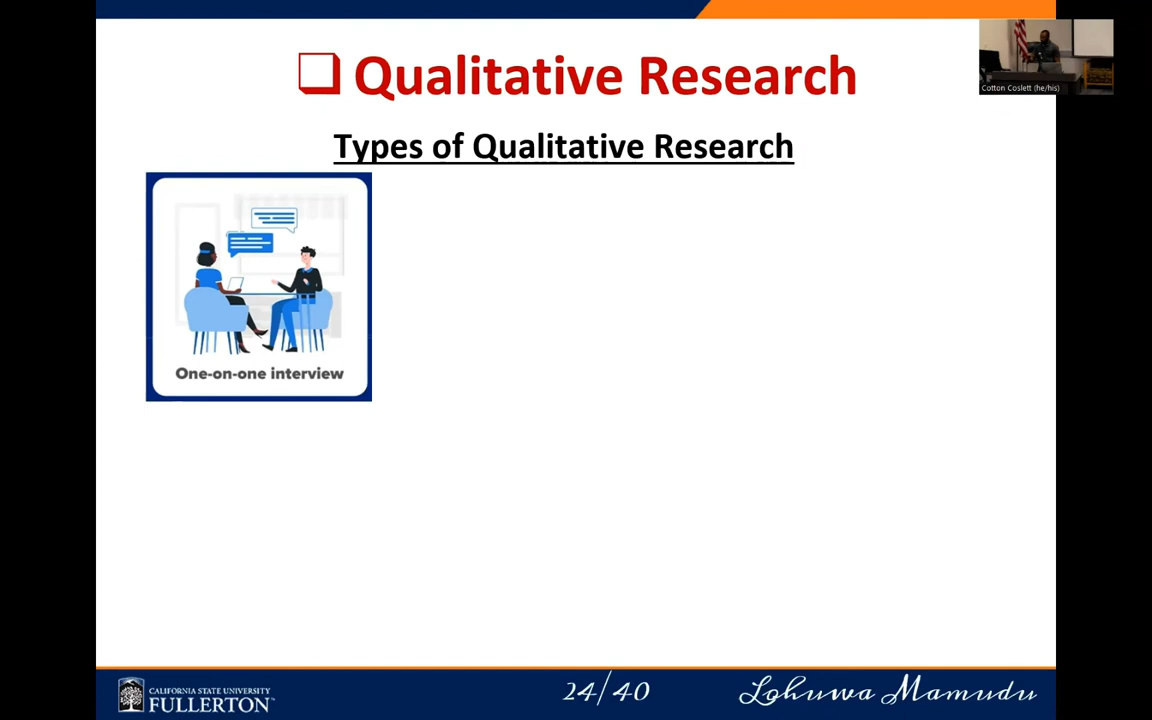 Qualitative Research
Cotton Coslett (he/his)
Types of Qualitative Research
One-on-one interview
CALIFORNIA STATE UNIVERSITY
FULLERTON™
24/40
Lohuwa Mamudu